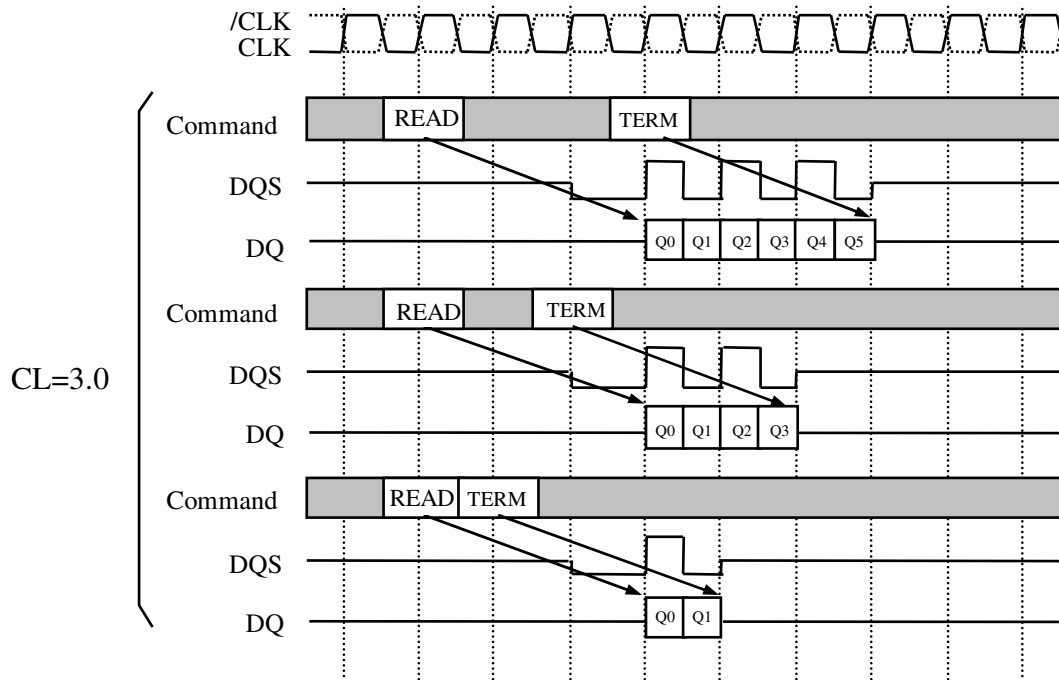 /CLK
CLK
Command READ TERM
DQS
DQ Q0 Q1 Q2 Q3 Q4 Q5
Command READ TERM
CL=3.0
DQS
DQ Q0 Q1 Q2 Q3
Command READ TERM
DQS
DQ Q0 Q1